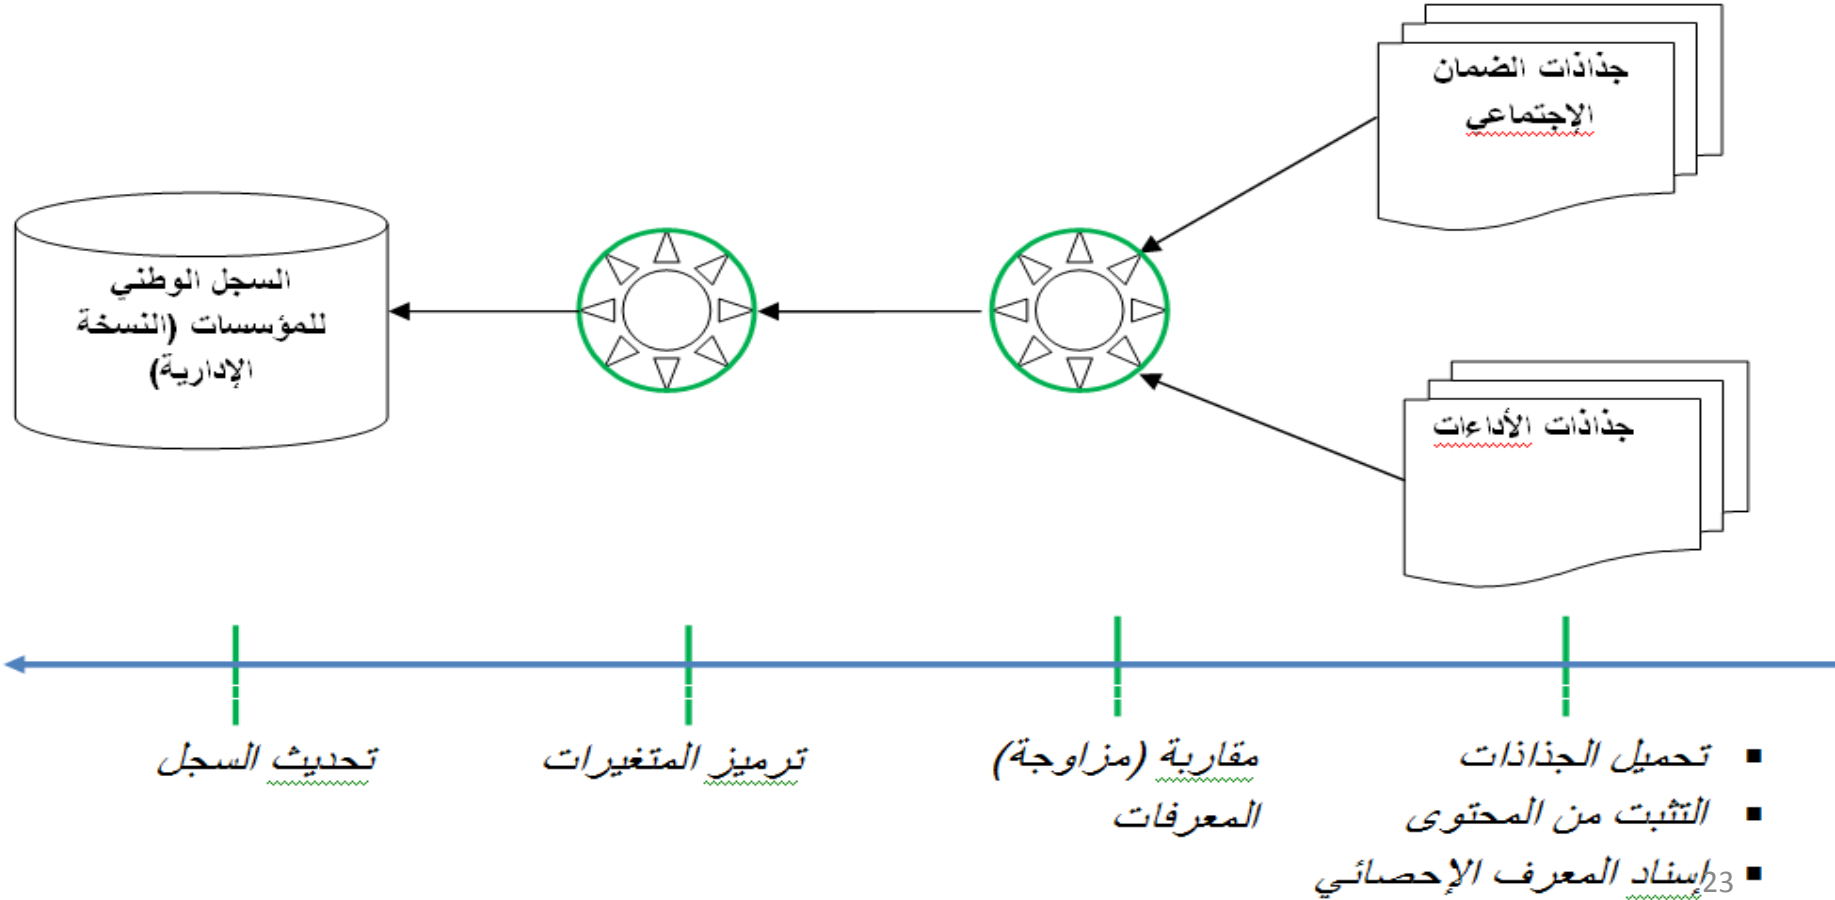 جذاذات الضمان
الإجتماعي
السجل الوطني
للمؤسسات (النسخة
الإدارية)
جذاذات الأداءات
▪ تحميل الجذاذات
▪ التثبت من المحتوى
▪ إسناد المعرف الإحصائي
مقاربة (مزاوجة)
المعرفات
ترميز المتغيرات
تحديث السجل
23